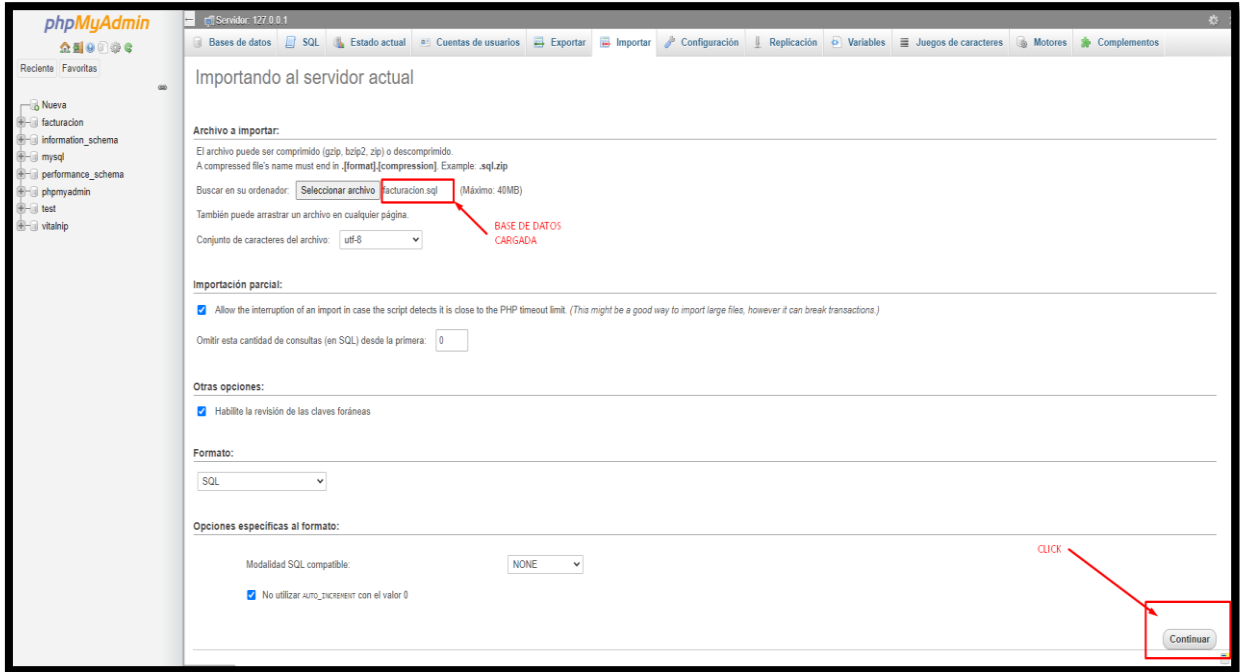 phpMyAdmin
Reciente Favoritas
Nueva
facturacion
information_schema
mysql
performance_schema
phpmyadmin
test
vitalnip
Servidor: 127.0.0.1
Bases de datos SQL Estado actual Cuentas de usuarios Exportar Importar Configuración Replicación Variables Juegos de caracteres Motores Complementos
Importando al servidor actual
Archivo a importar:
El archivo puede ser comprimido (gzip, bzip2, zip) o descomprimido.
A compressed file's name must end in .[format].[compression]. Example: .sql.zip
Buscar en su ordenador: Seleccionar archivo facturacion.sql (Máximo: 40MB)
También puede arrastrar un archivo en cualquier página.
BASE DE DATOS
CARGADA
Conjunto de caracteres del archivo: utf-8
Importación parcial:
Allow the interruption of an import in case the script detects it is close to the PHP timeout limit. (This might be a good way to import large files, however it can break transactions.)
Omitir esta cantidad de consultas (en SQL) desde la primera: 0
Otras opciones:
Habilite la revisión de las claves foráneas
Formato:
SQL
Opciones específicas al formato:
CLICK
Modalidad SQL compatible: NONE
No utilizar AUTO_INCREMENT con el valor 0
Continuar